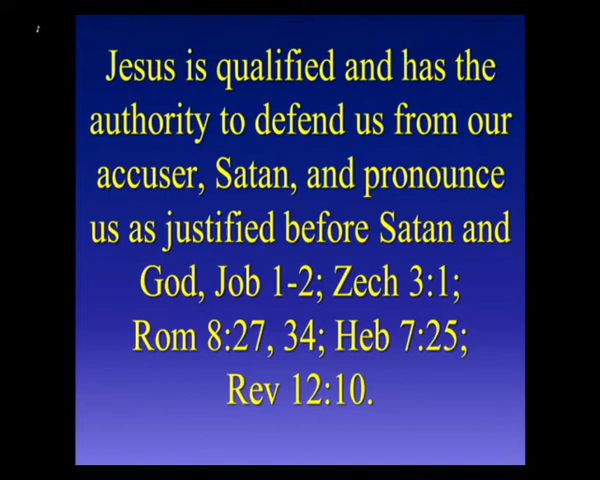 Jesus is qualified and has the
authority to defend us from our
accuser, Satan, and pronounce
us as justified before Satan and
God, Job 1-2; Zech 3:1;
Rom 8:27, 34; Heb 7:25;
Rev 12:10.